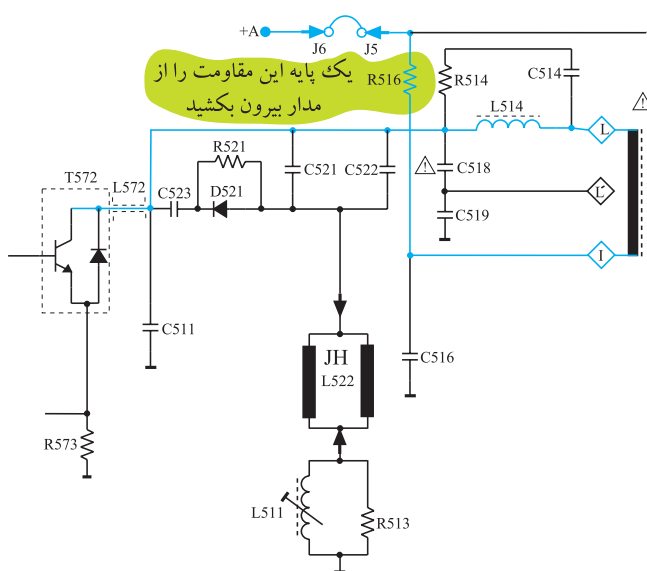 +A
J6 J5
یک پایه این مقاومت را از
مدار بیرون بکشید
R516
R514
C514
L514
L
R521
T572
L572
C523
D521
C521
C522
C518
L'
C519
I
C511
JH
L522
C516
R573
L511
R513